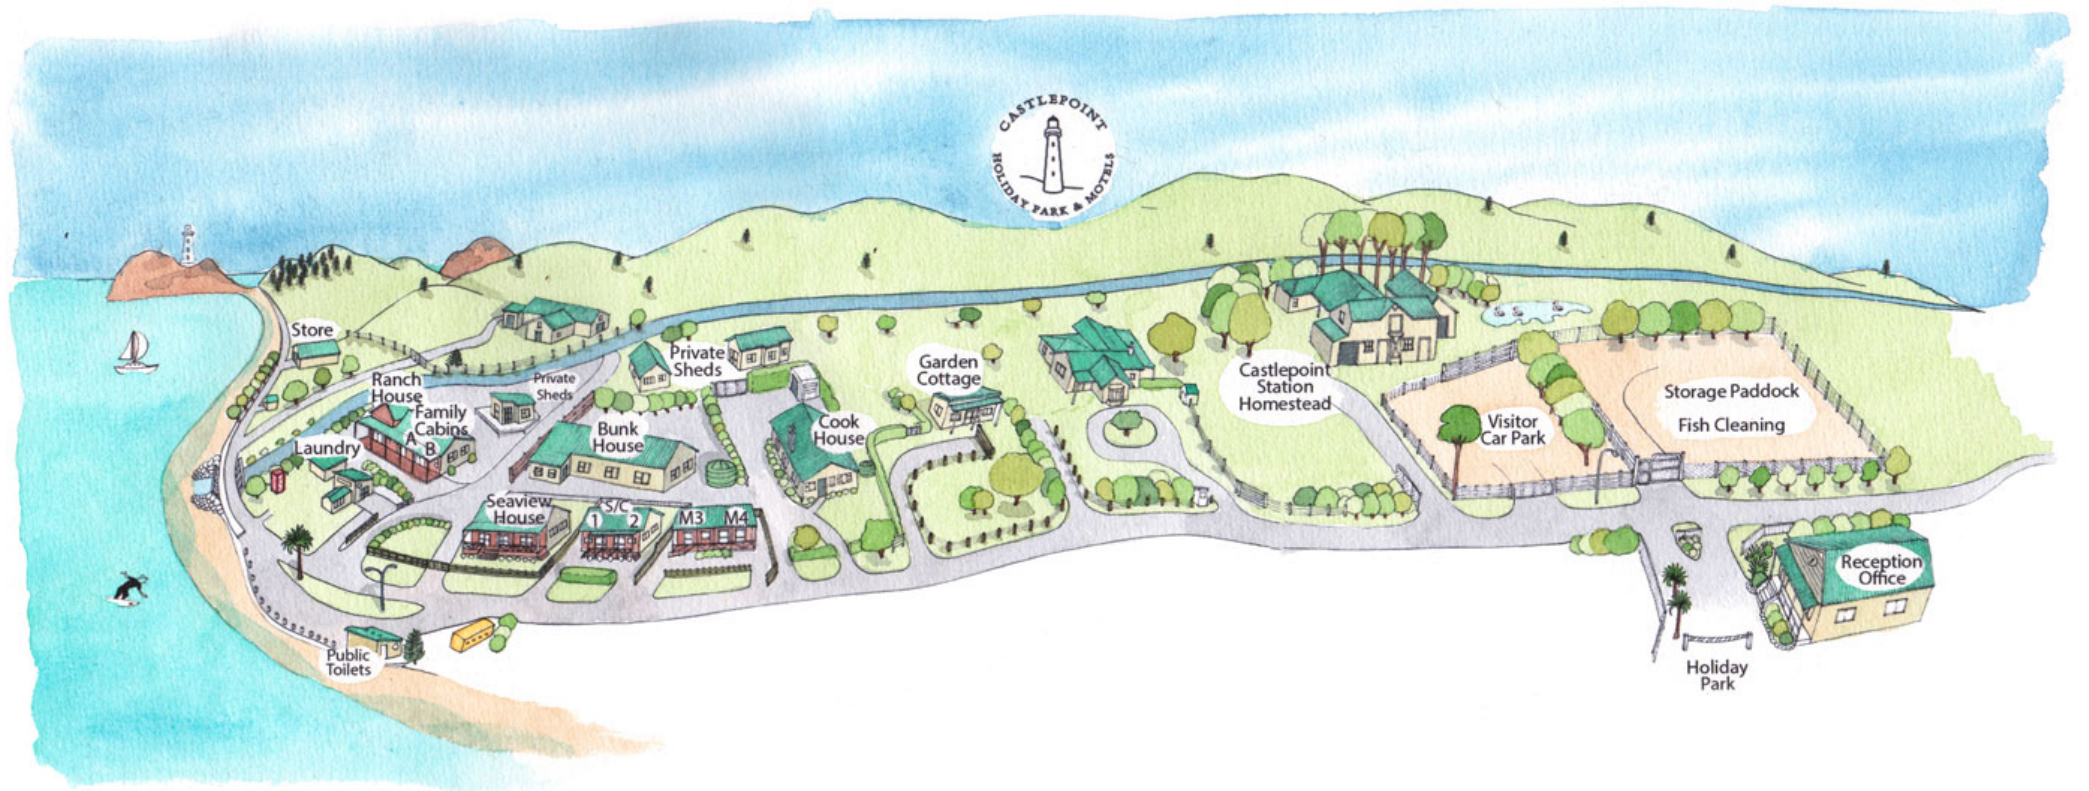 CASTLEPOINT
HOLIDAY PARK & MOTELS
Store
Ranch
House
Family
Cabins
A
B
Laundry
Private
Sheds
Private
Sheds
Bunk
House
Cook
House
Garden
Cottage
Seaview
House
S/C
1 2
M3 M4
Castlepoint
Station
Homestead
Visitor
Car Park
Storage Paddock
Fish Cleaning
Reception
Office
Holiday
Park
Public
Toilets